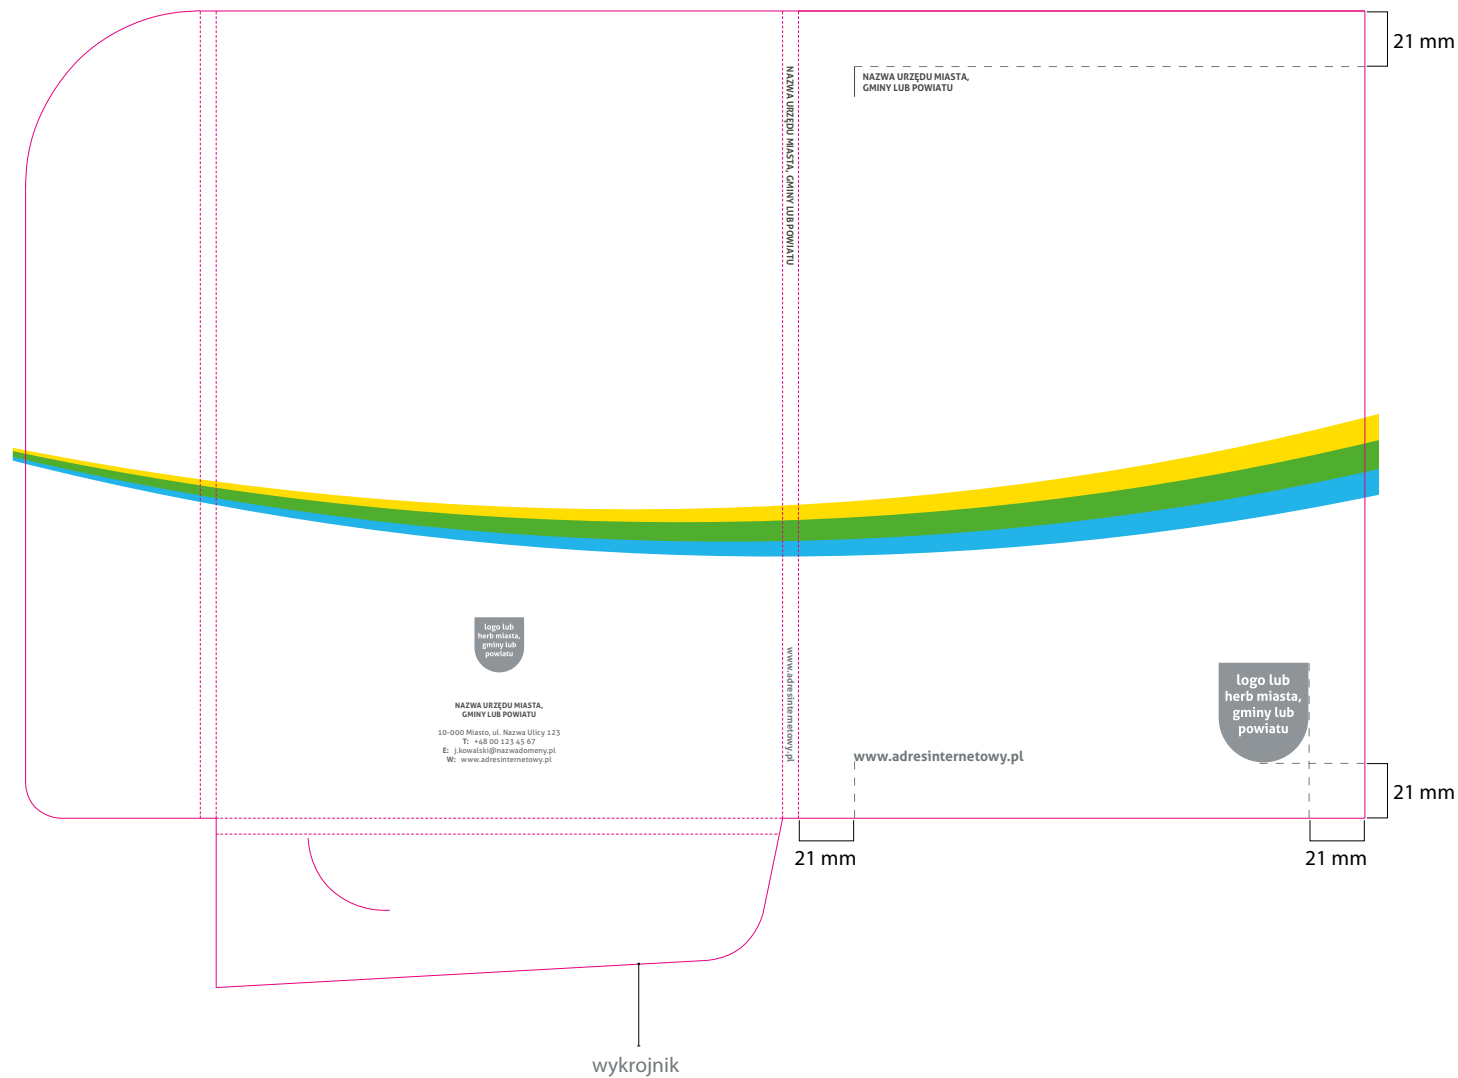 21 mm
NAZWA URZĘDU MIASTA,
GMINY LUB POWIATU
NAZWA URZĘDU MIASTA, GMINY LUB POWIATU
logo lub
herb miasta,
gminy lub
powiatu
NAZWA URZĘDU MIASTA,
GMINY LUB POWIATU
10-000 Miasto, ul. Nazwa Ulicy 123
T: +48 00 123 45 67
E: j.kowalski@nazwadomeny.pl
W: www.adresinternetowy.pl
www.adresinternetowy.pl
www.adresinternetowy.pl
logo lub
herb miasta,
gminy lub
powiatu
21 mm
21 mm
21 mm
wykrojnik